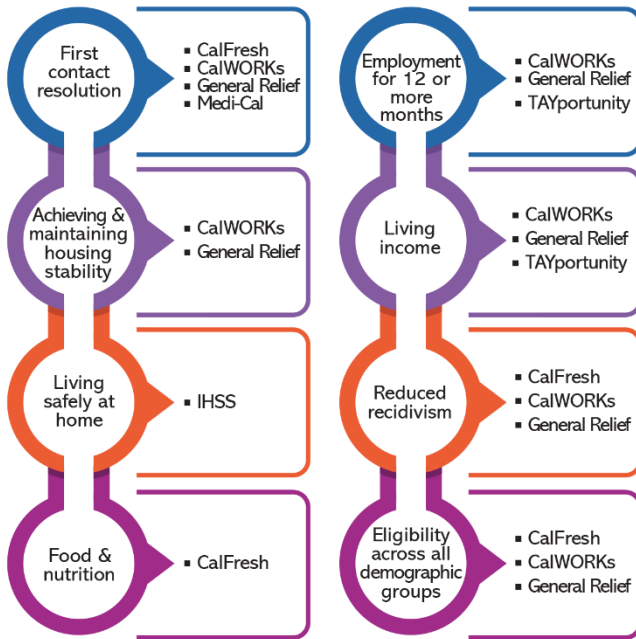 First
contact
resolution
▪ CalFresh
▪ CalWORKs
▪ General Relief
▪ Medi-Cal
Achieving &
maintaining
housing
stability
▪ CalWORKs
▪ General Relief
Living
safely at
home
▪ IHSS
Food &
nutrition
▪ CalFresh
Employment
for 12 or
more
months
▪ CalWORKs
▪ General Relief
▪ TAYportunity
Living
income
▪ CalWORKs
▪ General Relief
▪ TAYportunity
Reduced
recidivism
▪ CalFresh
▪ CalWORKs
▪ General Relief
Eligibility
across all
demographic
groups
▪ CalFresh
▪ CalWORKs
▪ General Relief